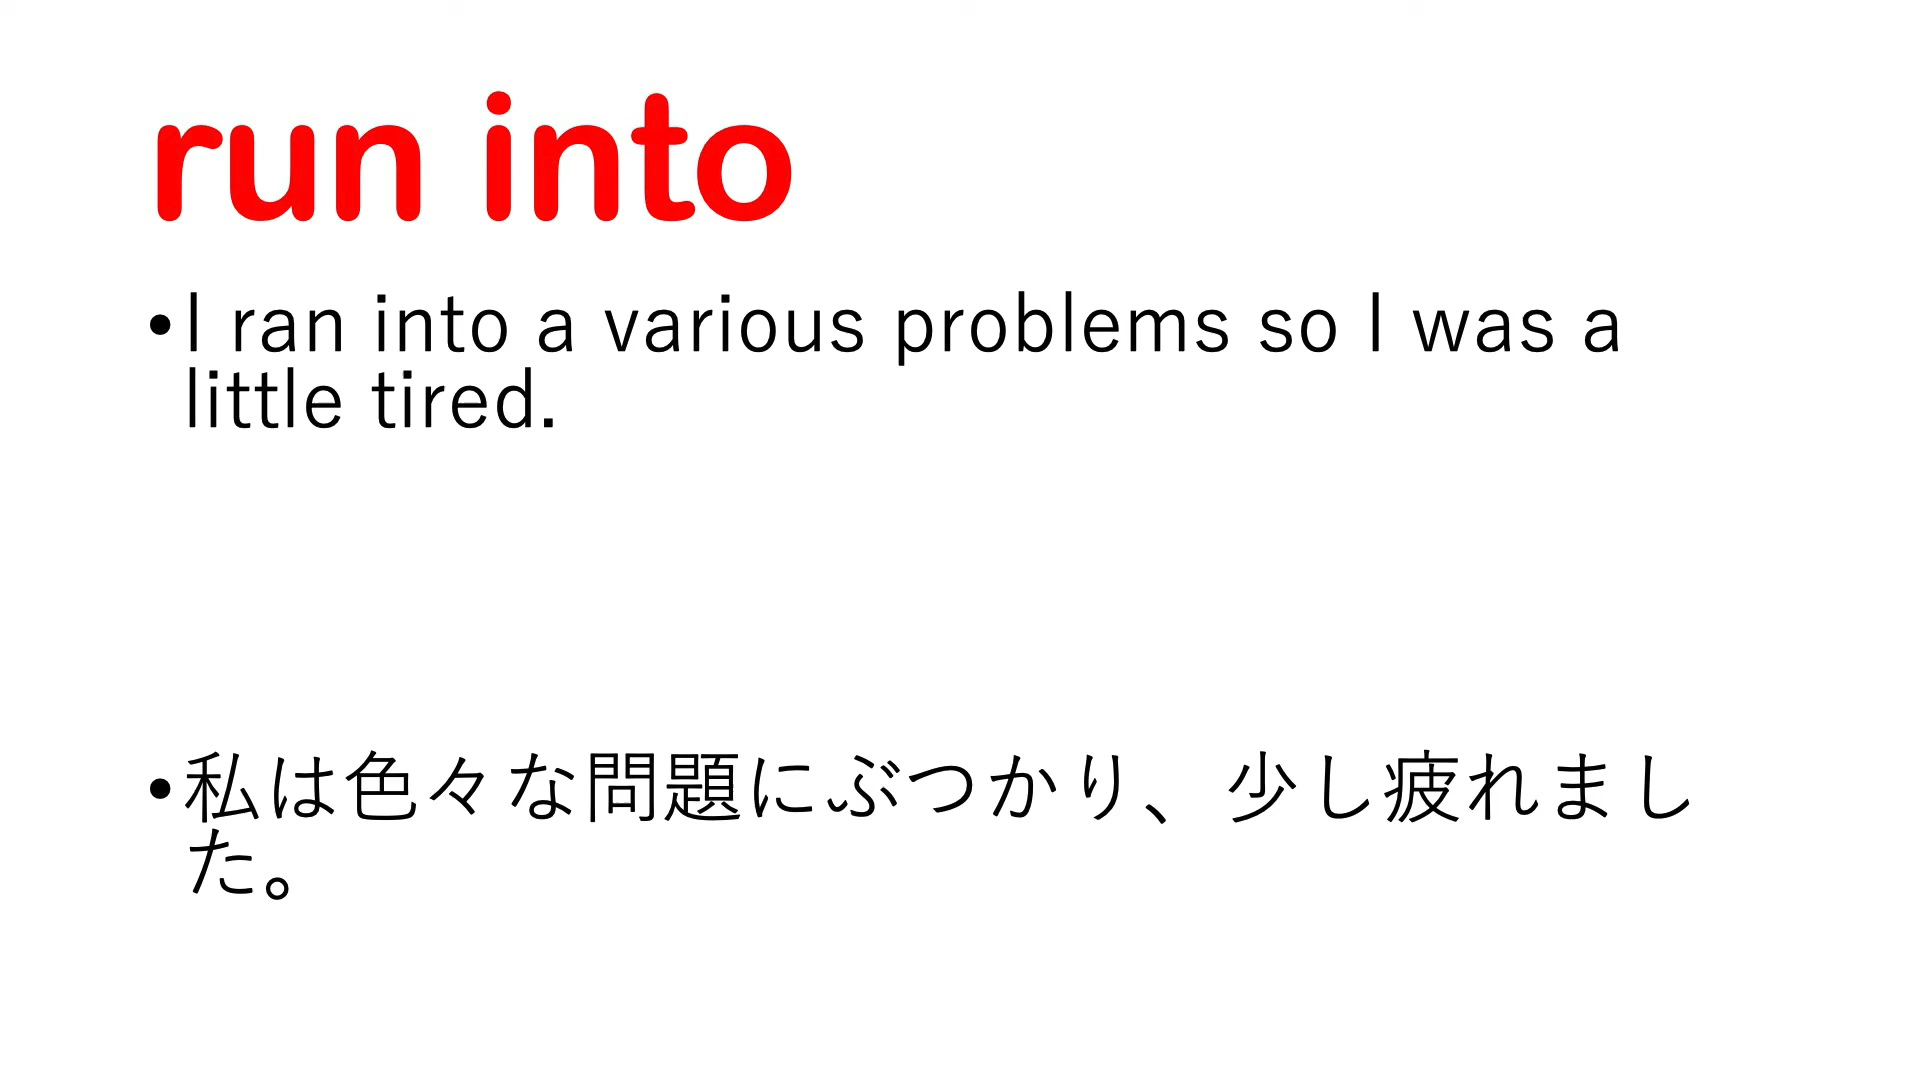 run into
•I ran into a various problems so I was a
little tired.
•私は色々な問題にぶつかり、少し疲れまし
た。